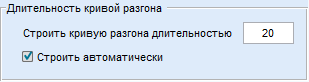 Длительность кривой разгона
Строить кривую разгона длительностью 20
Строить автоматически